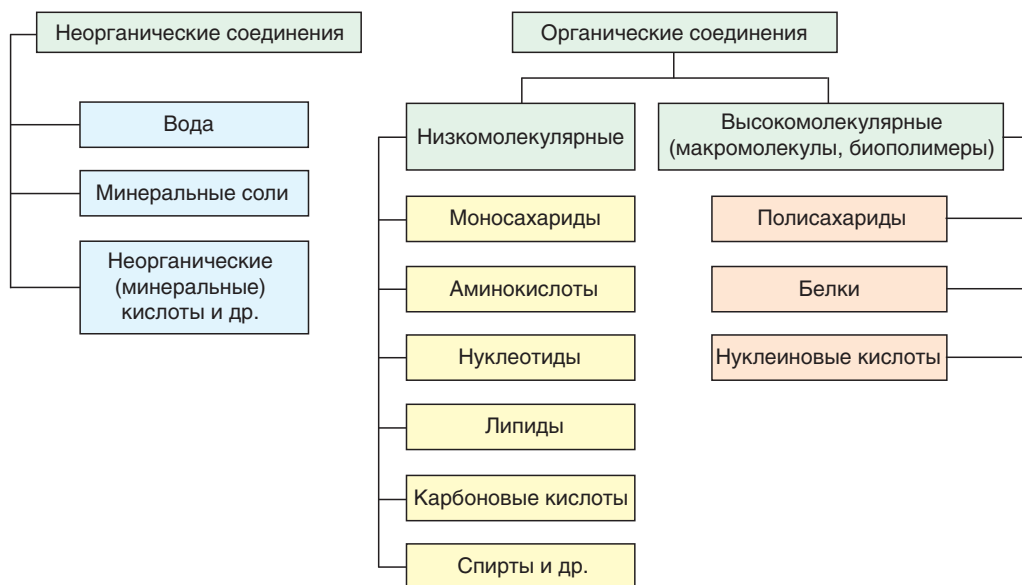 Неорганические соединения
Вода
Минеральные соли
Неорганические
(минеральные)
кислоты и др.
Органические соединения
Низкомолекулярные
Моносахариды
Аминокислоты
Нуклеотиды
Липиды
Карбоновые кислоты
Спирты и др.
Высокомолекулярные
(макромолекулы, биополимеры)
Полисахариды
Белки
Нуклеиновые кислоты